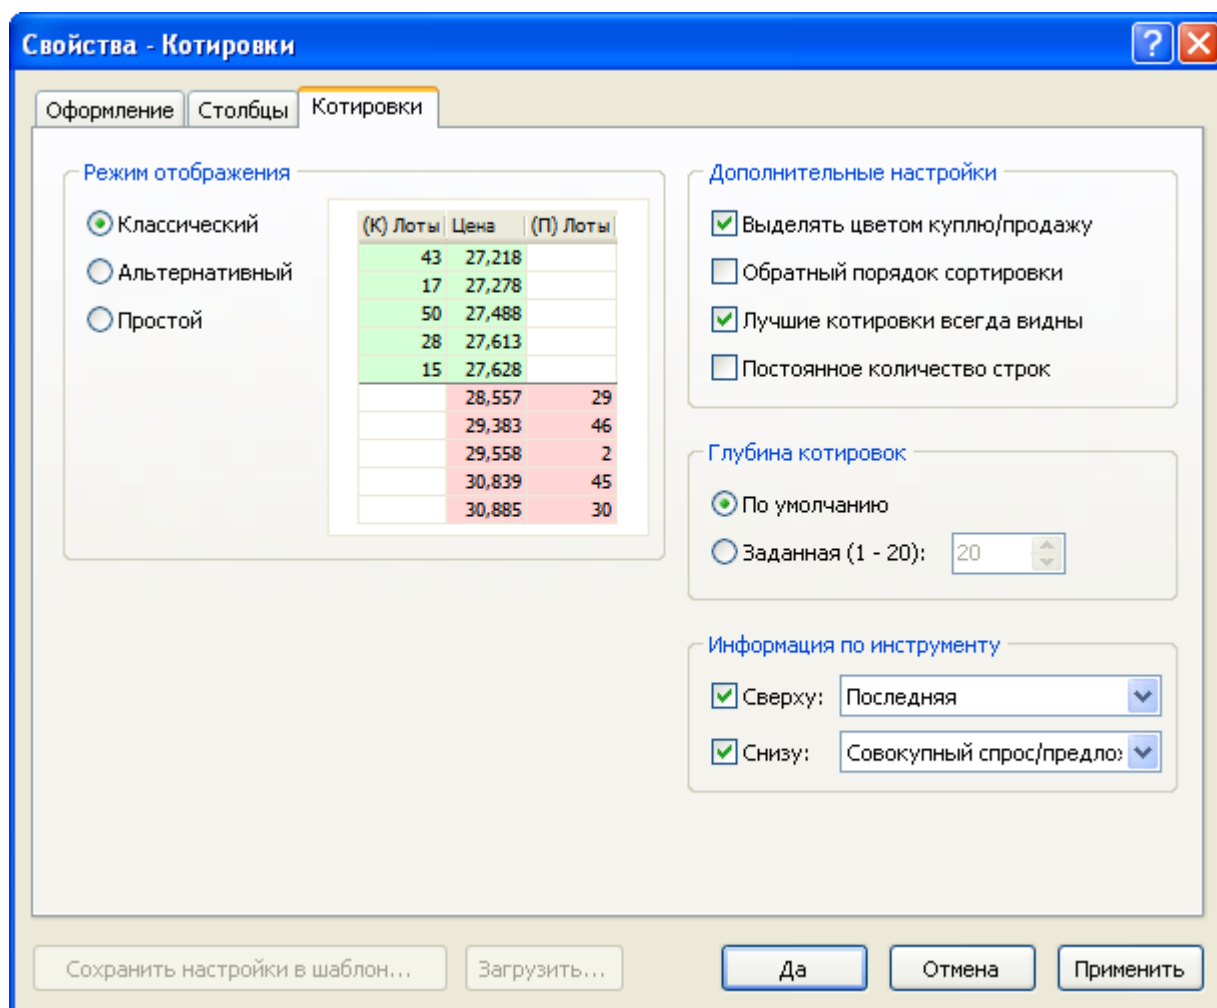 Свойства - Котировки
Оформление Столбцы Котировки
Режим отображения
Классический
Альтернативный
Простой
(К) Лоты Цена (П) Лоты
43 27,218
17 27,278
50 27,488
28 27,613
15 27,628
28,557 29
29,383 46
29,558 2
30,839 45
30,885 30
Дополнительные настройки
Выделять цветом куплю/продажу
Обратный порядок сортировки
Лучшие котировки всегда видны
Постоянное количество строк
Глубина котировок
По умолчанию
Заданная (1 - 20): 20
Информация по инструменту
Сверху: Последняя
Снизу: Совокупный спрос/предло
Сохранить настройки в шаблон... Загрузить... Да Отмена Применить